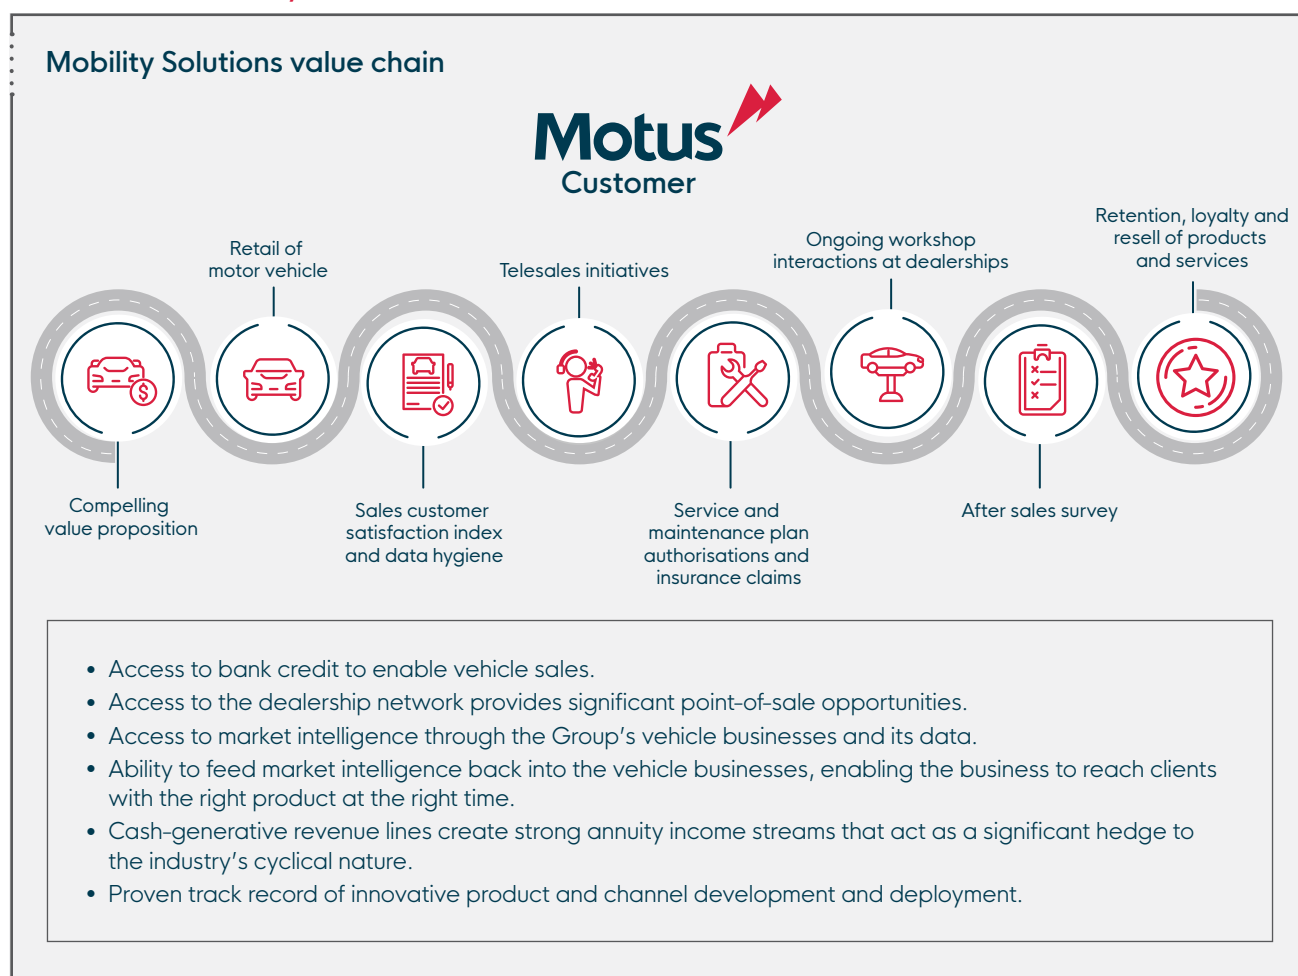 Mobility Solutions value chain
Motus
Customer
Retail of
motor vehicle
Telesales initiatives
Ongoing workshop
interactions at dealerships
Retention, loyalty and
resell of products
and services
$
Compelling
value proposition
Sales customer
satisfaction index
and data hygiene
Service and
maintenance plan
authorisations and
insurance claims
After sales survey
• Access to bank credit to enable vehicle sales.
• Access to the dealership network provides significant point-of-sale opportunities.
• Access to market intelligence through the Group’s vehicle businesses and its data.
• Ability to feed market intelligence back into the vehicle businesses, enabling the business to reach clients
with the right product at the right time.
• Cash-generative revenue lines create strong annuity income streams that act as a significant hedge to
the industry’s cyclical nature.
• Proven track record of innovative product and channel development and deployment.